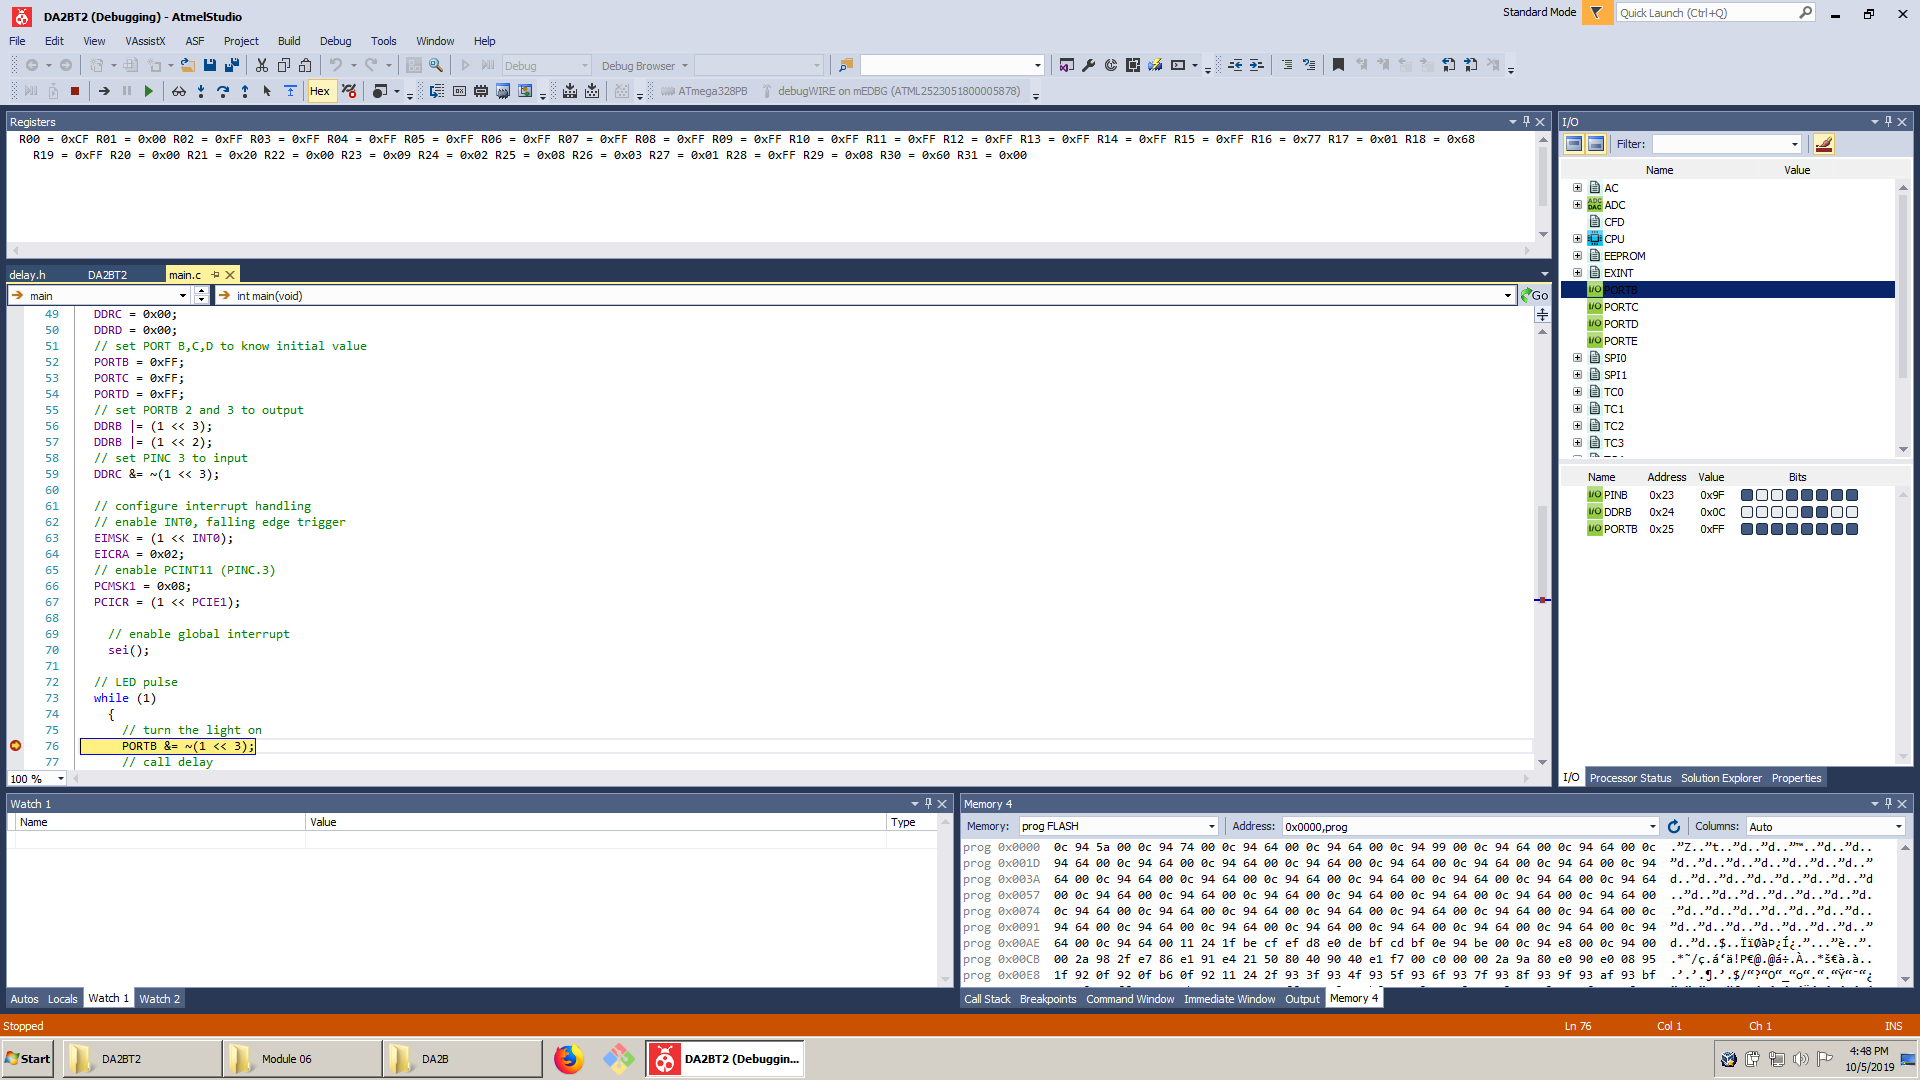 DA2BT2 (Debugging) - AtmelStudio
Standard Mode
Quick Launch (Ctrl+Q)
File Edit View VAssistX ASF Project Build Debug Tools Window Help
Debug Debug Browser
Hex ATmega328PB debugWIRE on mEDBG (ATML2523051800005878)
Registers
R00 = 0xCF R01 = 0x00 R02 = 0xFF R03 = 0xFF R04 = 0xFF R05 = 0xFF R06 = 0xFF R07 = 0xFF R08 = 0xFF R09 = 0xFF R10 = 0xFF R11 = 0xFF R12 = 0xFF R13 = 0xFF R14 = 0xFF R15 = 0xFF R16 = 0x77 R17 = 0x01 R18 = 0x68
R19 = 0xFF R20 = 0x00 R21 = 0x20 R22 = 0x00 R23 = 0x09 R24 = 0x02 R25 = 0x08 R26 = 0x03 R27 = 0x01 R28 = 0xFF R29 = 0x08 R30 = 0x60 R31 = 0x00
delay.h DA2BT2 main.c
main int main(void) Go
49 DDRC = 0x00;
50 DDRD = 0x00;
51 // set PORT B,C,D to know initial value
52 PORTB = 0xFF;
53 PORTC = 0xFF;
54 PORTD = 0xFF;
55 // set PORTB 2 and 3 to output
56 DDRB |= (1 << 3);
57 DDRB |= (1 << 2);
58 // set PINC 3 to input
59 DDRC &= ~(1 << 3);
60
61 // configure interrupt handling
62 // enable INT0, falling edge trigger
63 EIMSK = (1 << INT0);
64 EICRA = 0x02;
65 // enable PCINT11 (PINC.3)
66 PCMSK1 = 0x08;
67 PCICR = (1 << PCIE1);
68
69 // enable global interrupt
70 sei();
71
72 // LED pulse
73 while (1)
74 {
75 // turn the light on
76 PORTB &= ~(1 << 3);
77 // call delay
100 %
I/O
Filter:
Name Value
AC
ADC
CFD
CPU
EEPROM
EXINT
PORTB
PORTC
PORTD
PORTE
SPI0
SPI1
TC0
TC1
TC2
TC3
Name Address Value Bits
PINB 0x23 0x9F
DDRB 0x24 0x0C
PORTB 0x25 0xFF
I/O Processor Status Solution Explorer Properties
Watch 1
Name Value Type
Autos Locals Watch 1 Watch 2
Memory 4
Memory: prog FLASH Address: 0x0000,prog Columns: Auto
prog 0x0000 0c 94 5a 00 0c 94 74 00 0c 94 64 00 0c 94 64 00 0c 94 99 00 0c 94 64 00 0c 94 64 00 0c
prog 0x001D 94 64 00 0c 94 64 00 0c 94 64 00 0c 94 64 00 0c 94 64 00 0c 94 64 00 0c 94 64 00 0c 94
prog 0x003A 64 00 0c 94 64 00 0c 94 64 00 0c 94 64 00 0c 94 64 00 0c 94 64 00 0c 94 64 00 0c 94 64
prog 0x0057 00 0c 94 64 00 0c 94 64 00 0c 94 64 00 0c 94 64 00 0c 94 64 00 0c 94 64 00 0c 94 64 00
prog 0x0074 0c 94 64 00 0c 94 64 00 0c 94 64 00 0c 94 64 00 0c 94 64 00 0c 94 64 00 0c 94 64 00 0c
prog 0x0091 94 64 00 0c 94 64 00 0c 94 64 00 0c 94 64 00 0c 94 64 00 0c 94 64 00 0c 94 64 00 0c 94
prog 0x00AE 64 00 0c 94 64 00 11 24 1f be cf ef d8 e0 de bf cd bf 0e 94 be 00 0c 94 e8 00 0c 94 00
prog 0x00CB 00 2a 98 2f e7 86 e1 91 e4 21 50 80 40 90 40 e1 f7 00 c0 00 00 2a 9a 80 e0 90 e0 08 95
prog 0x00E8 1f 92 0f 92 0f b6 0f 92 11 24 2f 93 3f 93 4f 93 5f 93 6f 93 7f 93 8f 93 9f 93 af 93 bf
Call Stack Breakpoints Command Window Immediate Window Output Memory 4
Stopped Ln 76 Col 1 Ch 1 INS
Start DA2BT2 Module 06 DA2B DA2BT2 (Debuggin...
4:48 PM
10/5/2019